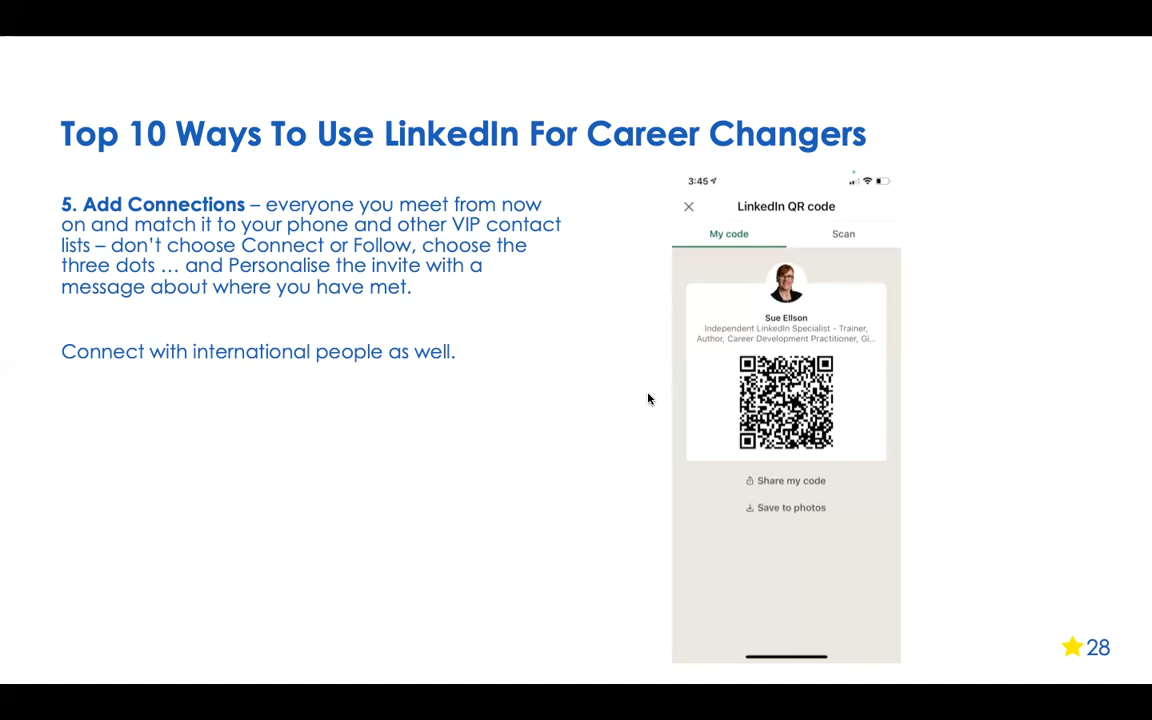 Top 10 Ways To Use LinkedIn For Career Changers
5. Add Connections – everyone you meet from now
on and match it to your phone and other VIP contact
lists – don’t choose Connect or Follow, choose the
three dots … and Personalise the invite with a
message about where you have met.
Connect with international people as well.
3:45
LinkedIn QR code
My code
Scan
Sue Ellson
Independent LinkedIn Specialist - Trainer,
Author, Career Development Practitioner, Gi...
Share my code
Save to photos
28